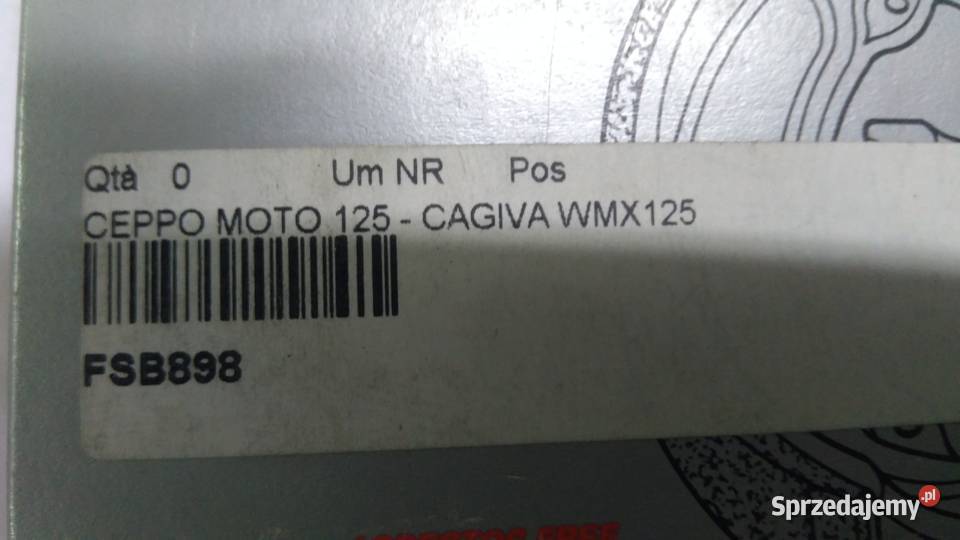 Qtà 0 Um NR Pos
CEPPO MOTO 125 - CAGIVA WMX125
FSB898
Sprzedajemy.pl